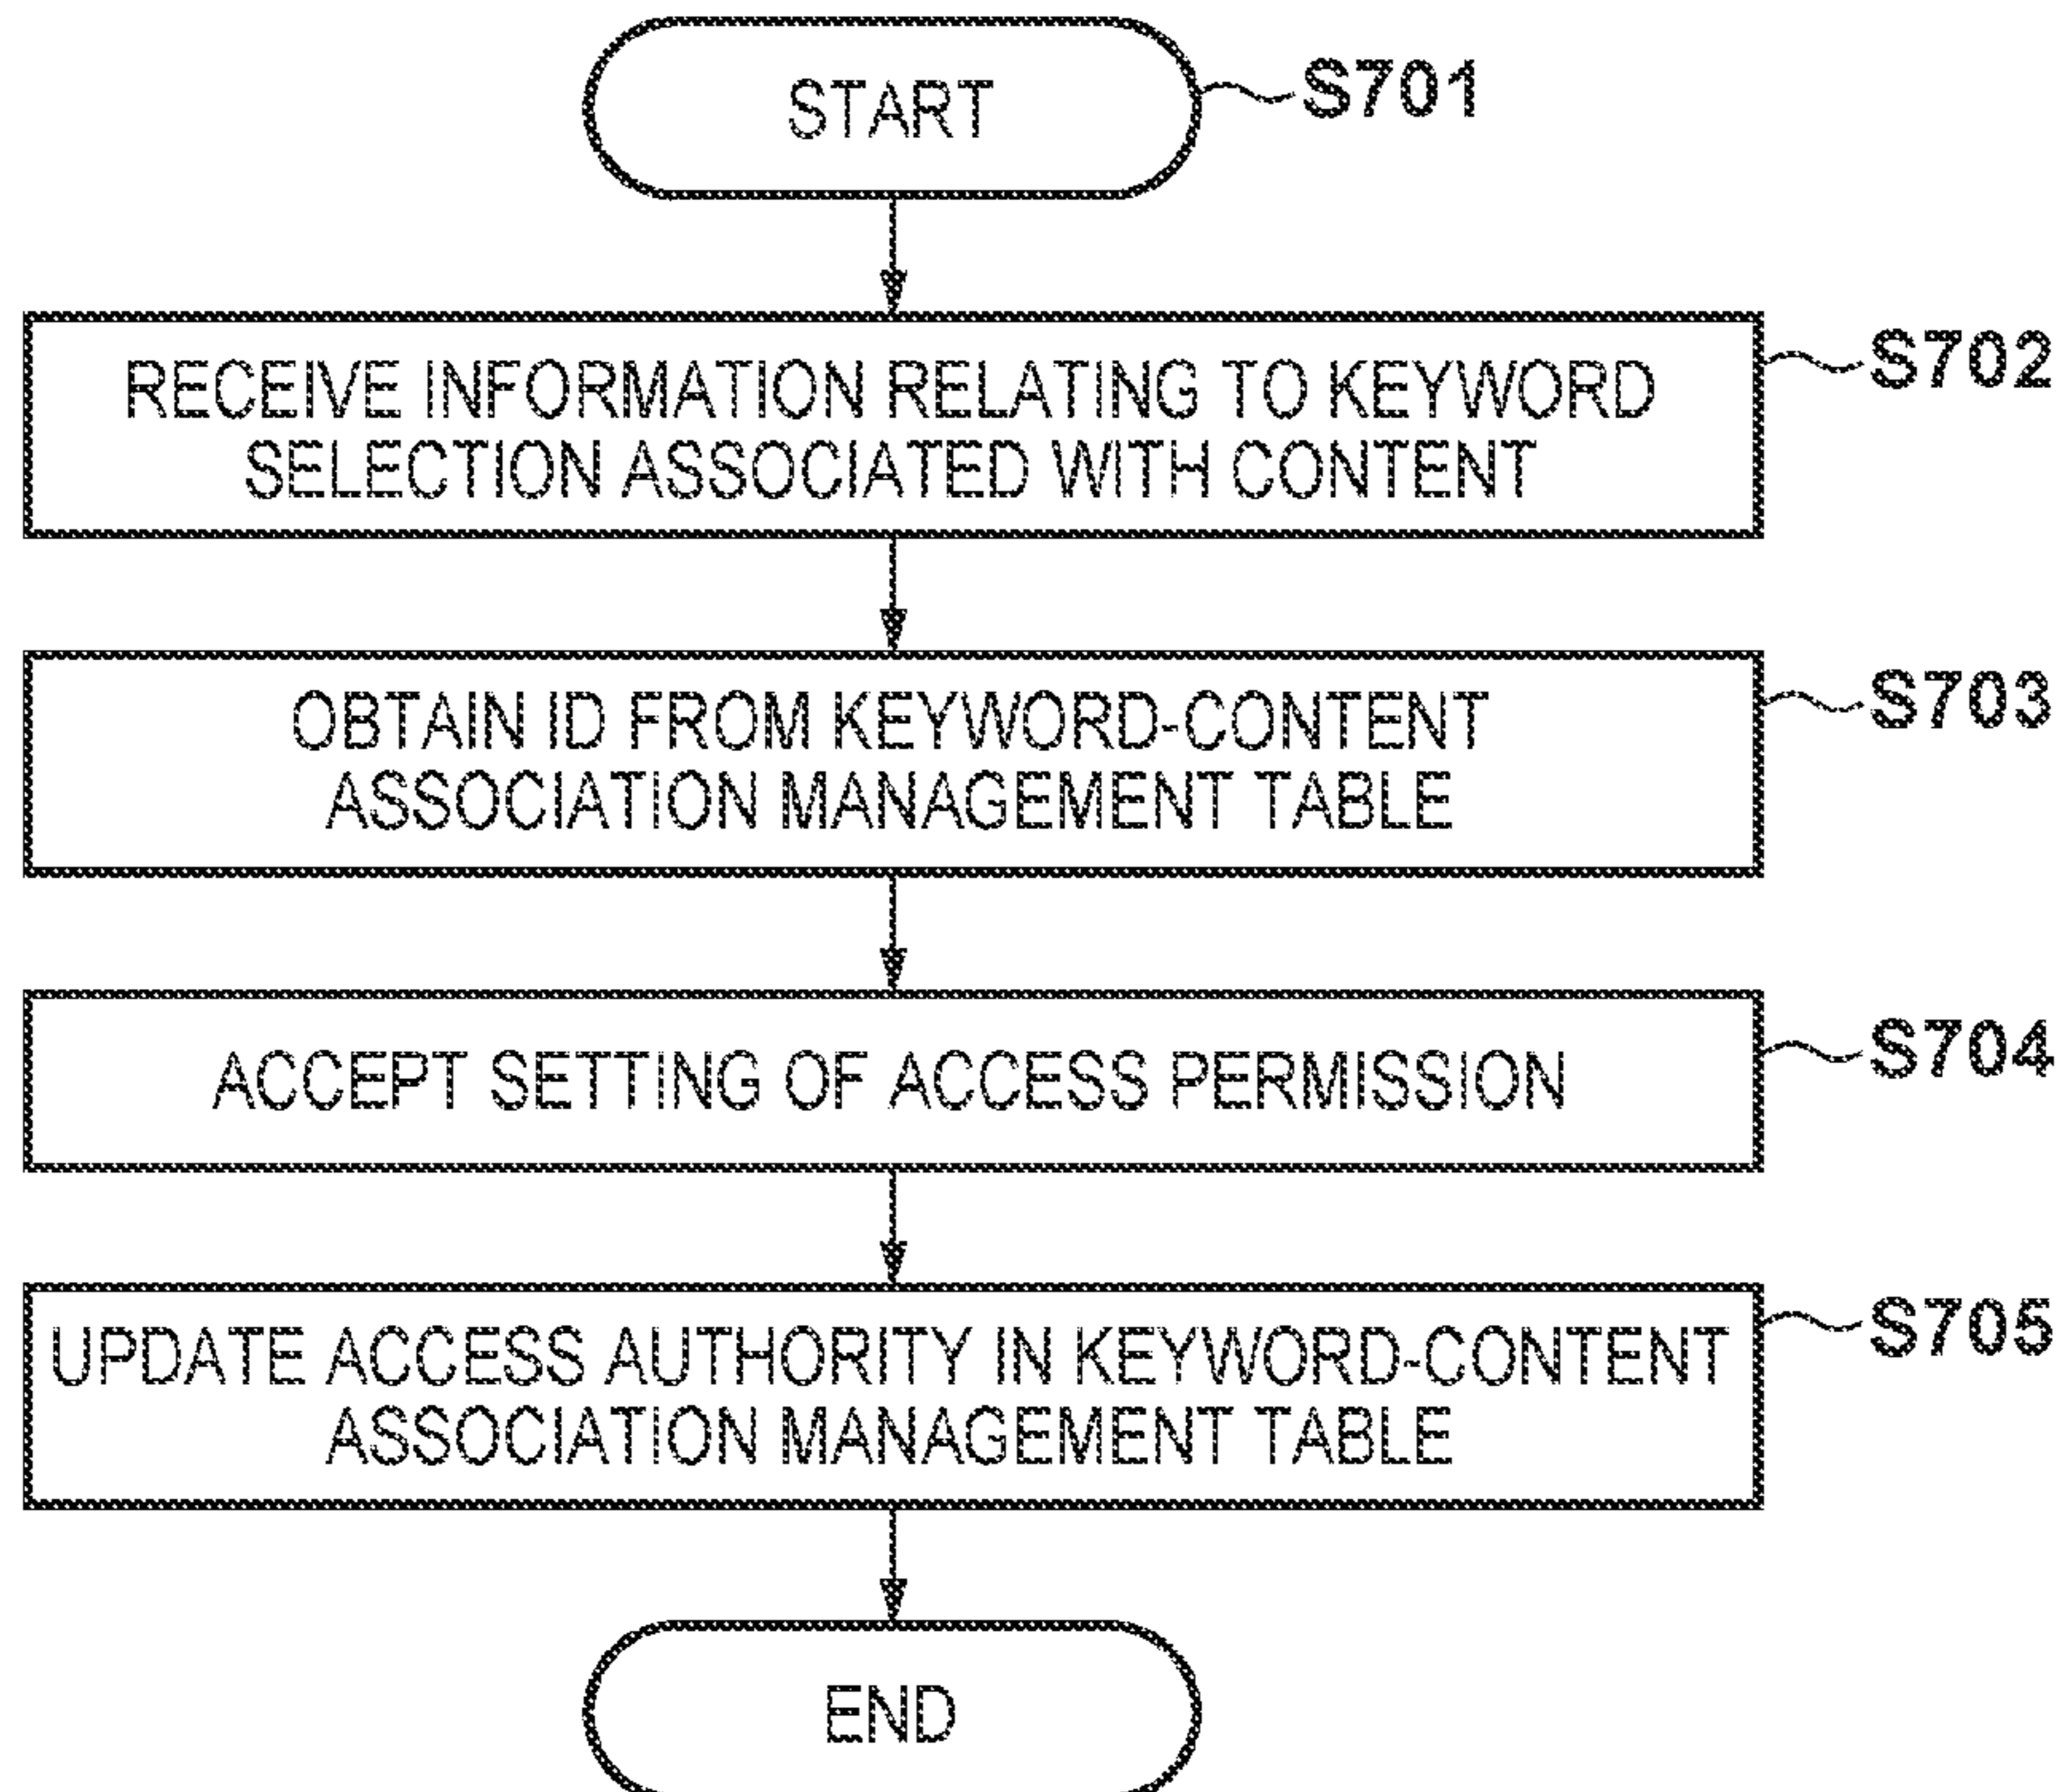 START
S701
RECEIVE INFORMATION RELATING TO KEYWORD
SELECTION ASSOCIATED WITH CONTENT
S702
OBTAIN ID FROM KEYWORD-CONTENT
ASSOCIATION MANAGEMENT TABLE
S703
ACCEPT SETTING OF ACCESS PERMISSION
S704
UPDATE ACCESS AUTHORITY IN KEYWORD-CONTENT
ASSOCIATION MANAGEMENT TABLE
S705
END